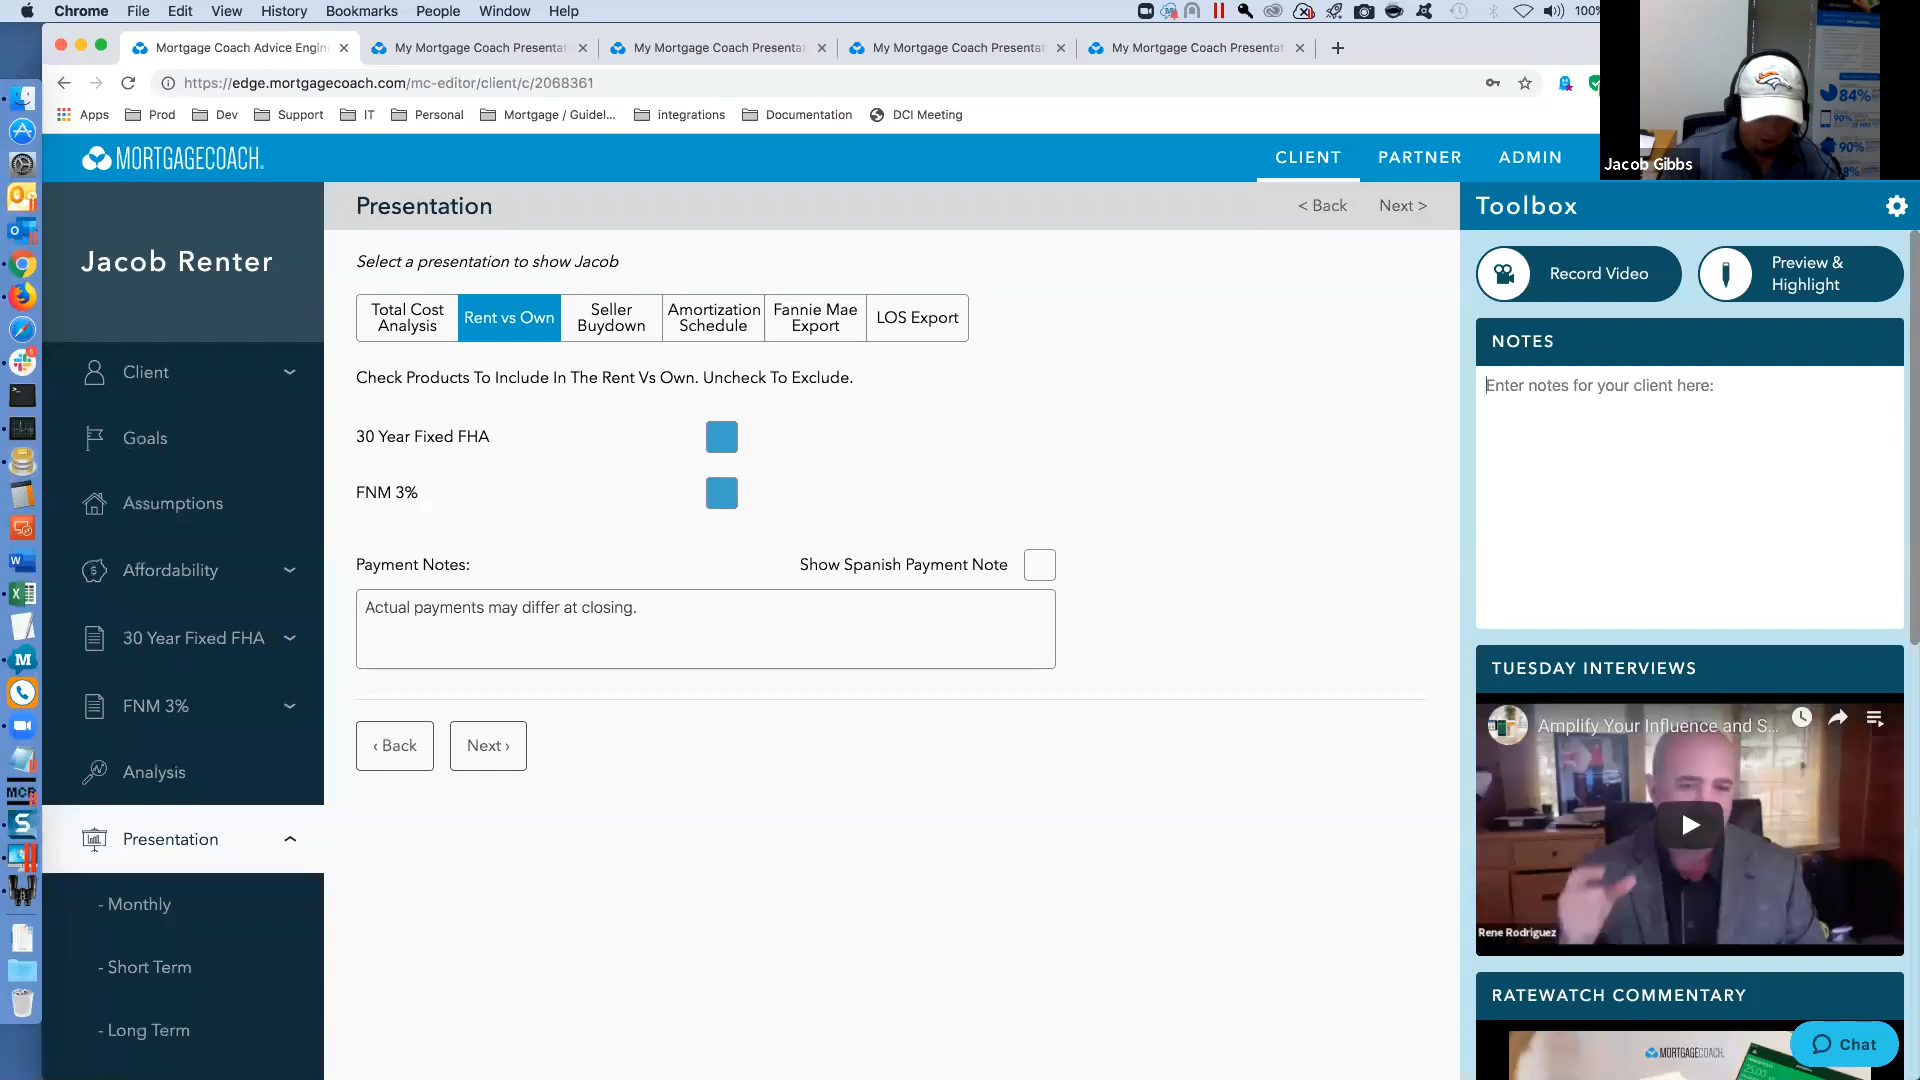 Chrome File Edit View History Bookmarks People Window Help 100%
Mortgage Coach Advice Engin
My Mortgage Coach Presentat
My Mortgage Coach Presentat
My Mortgage Coach Presentat
My Mortgage Coach Presentat
https://edge.mortgagecoach.com/mc-editor/client/c/2068361
Apps Prod Dev Support IT Personal Mortgage / Guidel... integrations Documentation DCI Meeting
84%
90%
90%
Jacob Gibbs
MORTGAGECOACH
CLIENT PARTNER ADMIN
Jacob Renter
Presentation
< Back Next >
Toolbox
Select a presentation to show Jacob
Record Video
Preview & Highlight
Total Cost Analysis
Rent vs Own
Seller Buydown
Amortization Schedule
Fannie Mae Export
LOS Export
NOTES
Enter notes for your client here:
Check Products To Include In The Rent Vs Own. Uncheck To Exclude.
30 Year Fixed FHA
FNM 3%
Payment Notes:
Show Spanish Payment Note
Actual payments may differ at closing.
‹ Back
Next ›
Client
Goals
Assumptions
Affordability
30 Year Fixed FHA
FNM 3%
Analysis
Presentation
- Monthly
- Short Term
- Long Term
TUESDAY INTERVIEWS
Amplify Your Influence and S...
Rene Rodriguez
RATEWATCH COMMENTARY
MORTGAGECOACH
Chat